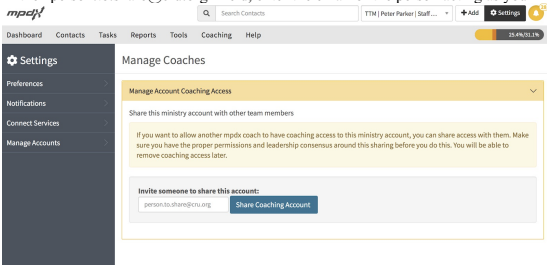 mpdx
Search Contacts
TTM | Peter Parker | Staff...
+Add
Settings
Dashboard Contacts Tasks Reports Tools Coaching Help
25.4%/31.1%
Settings
Manage Coaches
Preferences
Notifications
Connect Services
Manage Accounts
Manage Account Coaching Access
Share this ministry account with other team members
If you want to allow another mpdx coach to have coaching access to this ministry account, you can share access with them. Make
sure you have the proper permissions and leadership consensus around this sharing before you do this. You will be able to
remove coaching access later.
Invite someone to share this account:
person.to.share@cru.org
Share Coaching Account